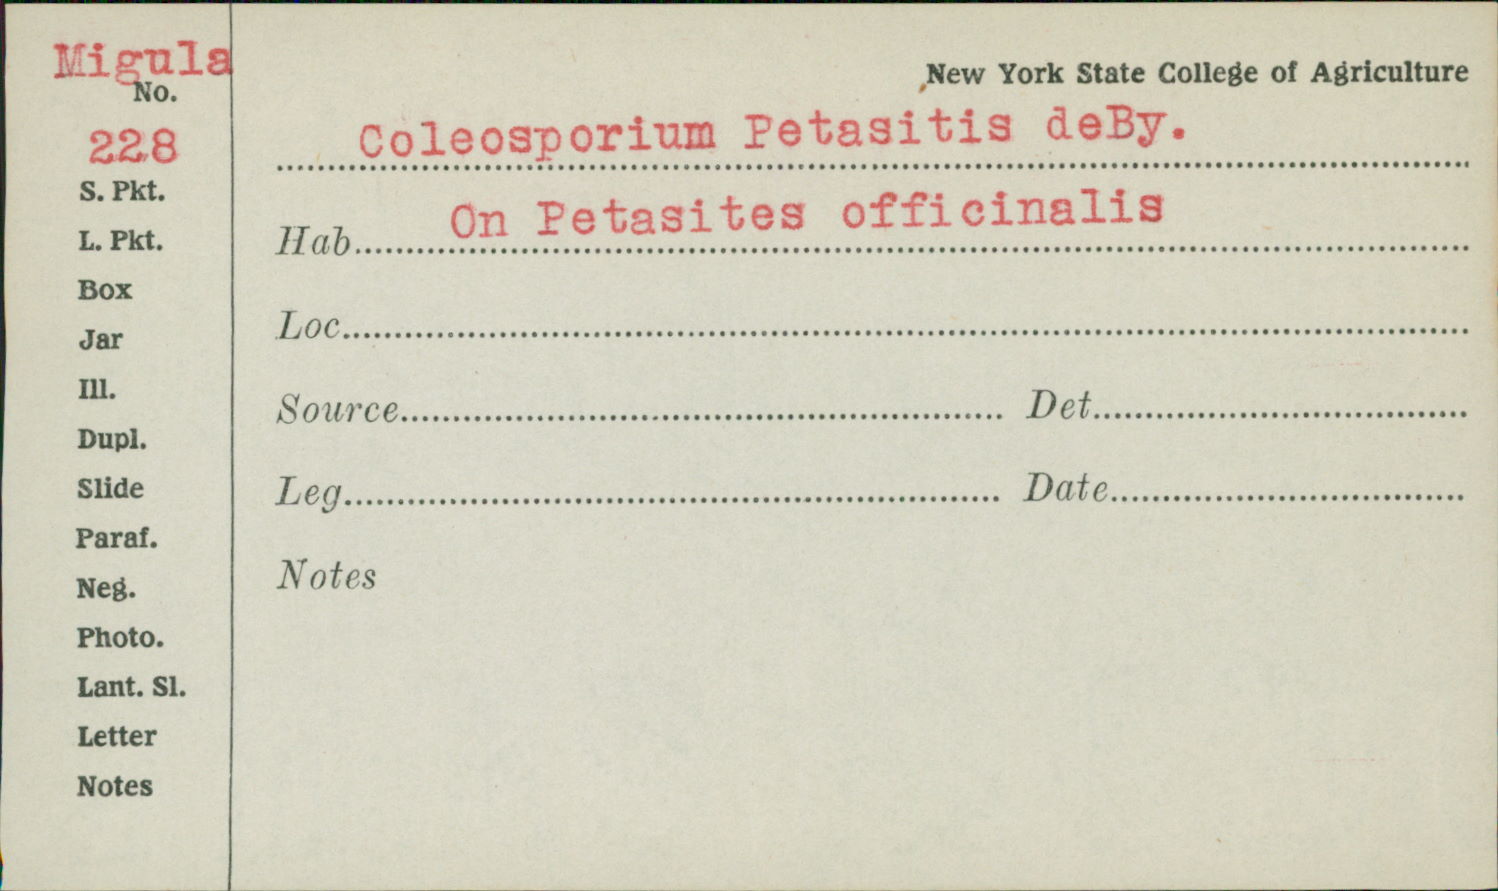 Migula
No.
228
S. Pkt.
L. Pkt.
Box
Jar
Ill.
Dupl.
Slide
Paraf.
Neg.
Photo.
Lant. Sl.
Letter
Notes
New York State College of Agriculture
Coleosporium Petasitis deBy.
Hab. On Petasites officinalis
Loc.
Source. Det.
Leg. Date.
Notes